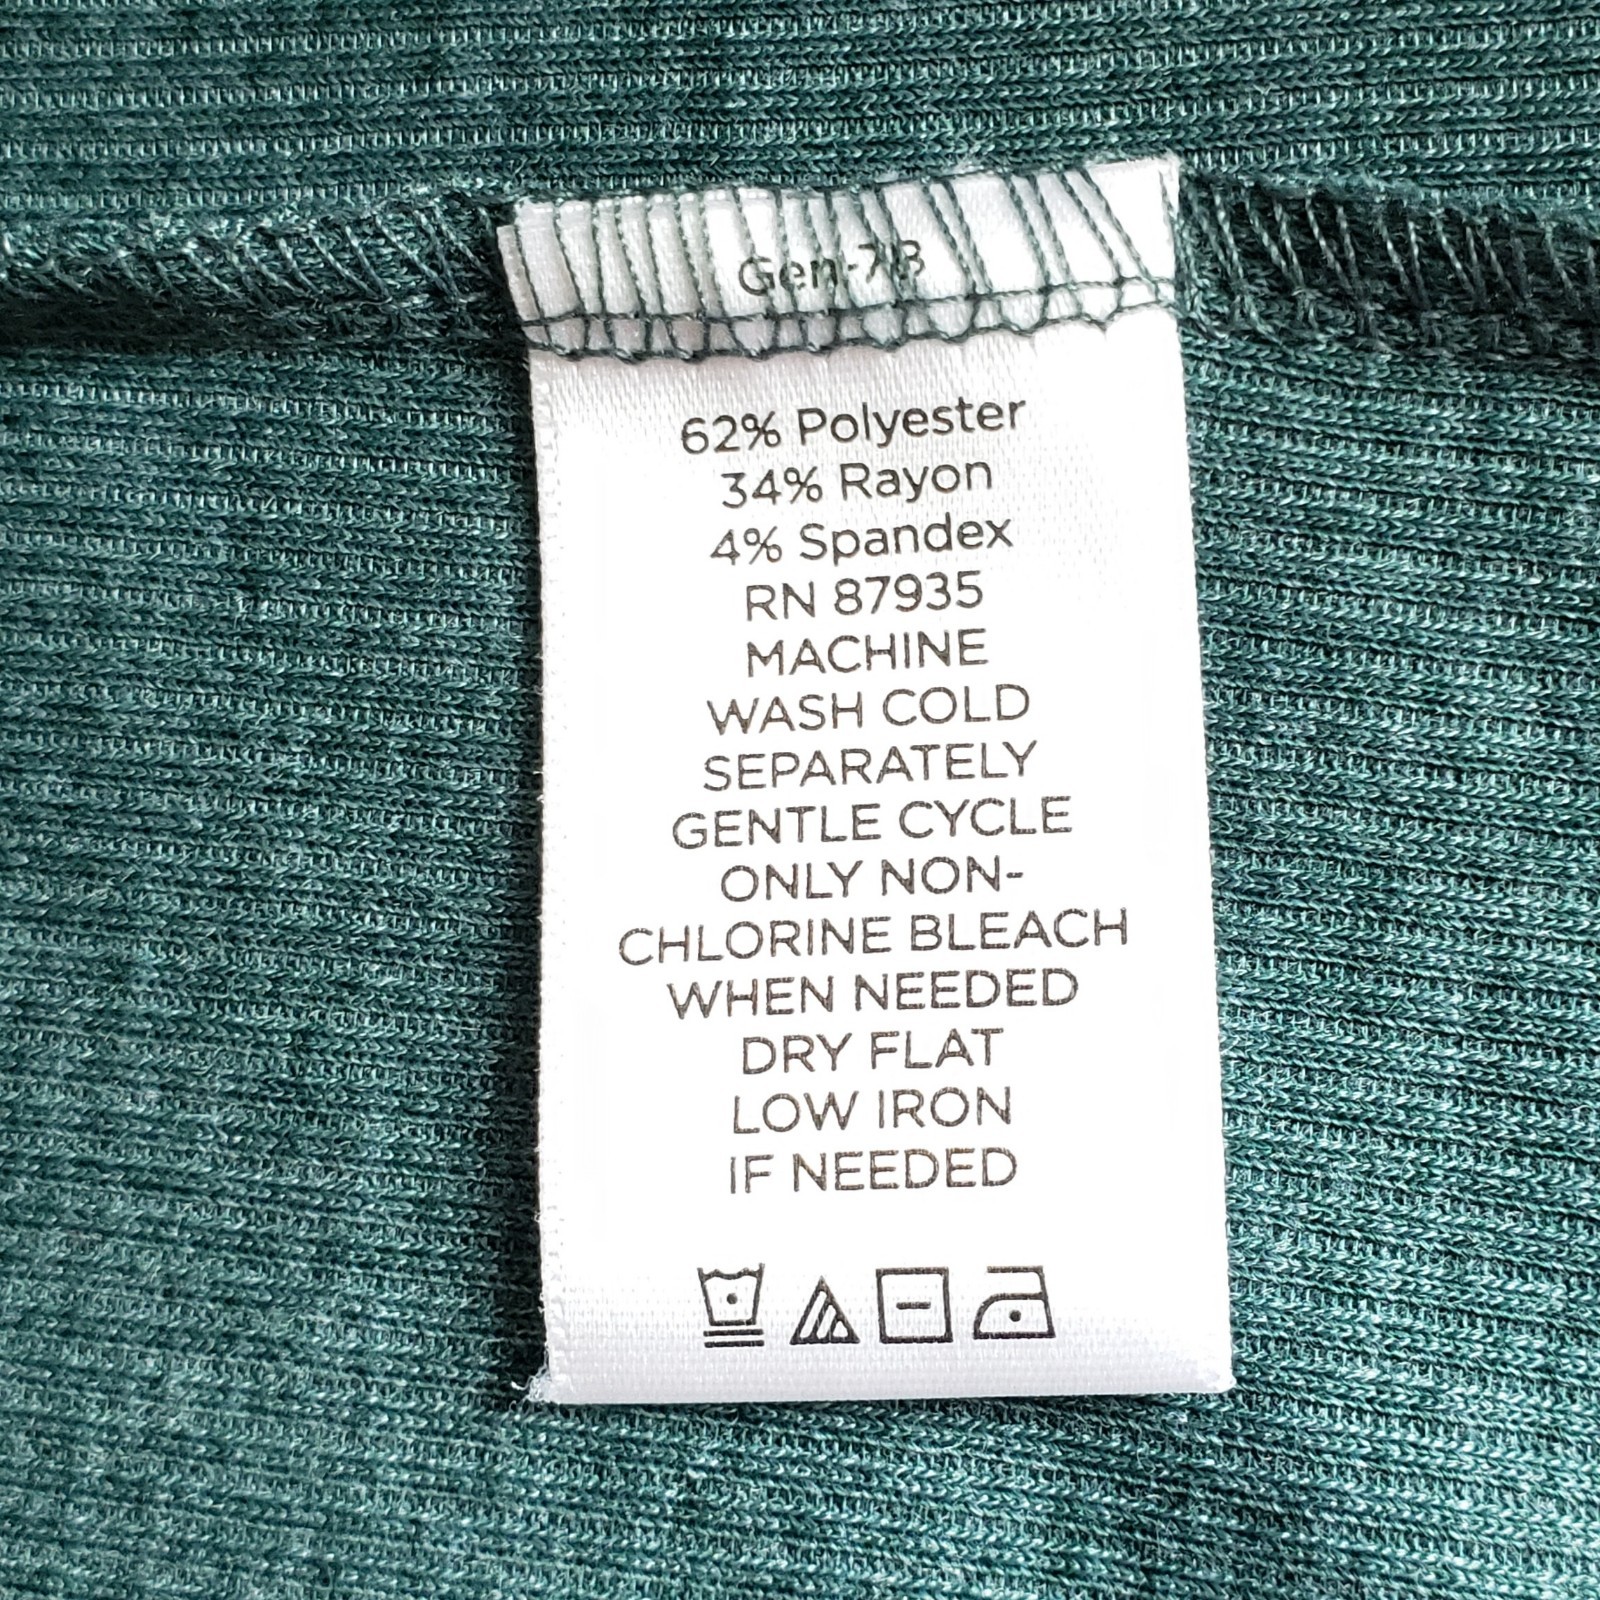 Gen-7B
62% Polyester
34% Rayon
4% Spandex
RN 87935
MACHINE
WASH COLD
SEPARATELY
GENTLE CYCLE
ONLY NON-
CHLORINE BLEACH
WHEN NEEDED
DRY FLAT
LOW IRON
IF NEEDED